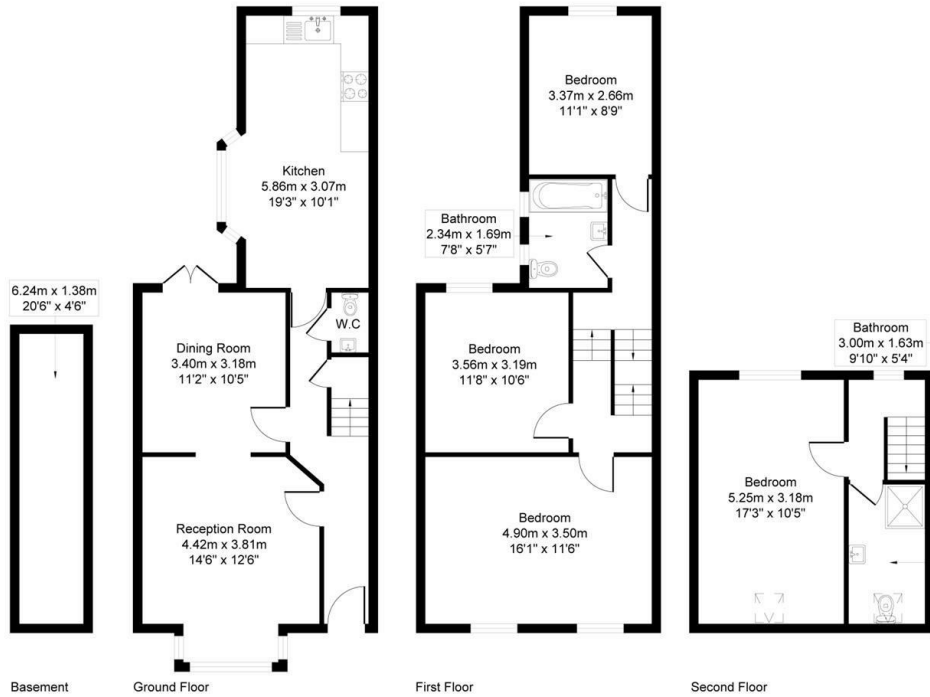 6.24m x 1.38m
20'6" x 4'6"
Basement
Kitchen
5.86m x 3.07m
19'3" x 10'1"
W.C
Dining Room
3.40m x 3.18m
11'2" x 10'5"
Reception Room
4.42m x 3.81m
14'6" x 12'6"
Ground Floor
Bedroom
3.37m x 2.66m
11'1" x 8'9"
Bathroom
2.34m x 1.69m
7'8" x 5'7"
Bedroom
3.56m x 3.19m
11'8" x 10'6"
Bedroom
4.90m x 3.50m
16'1" x 11'6"
First Floor
Bathroom
3.00m x 1.63m
9'10" x 5'4"
Bedroom
5.25m x 3.18m
17'3" x 10'5"
Second Floor